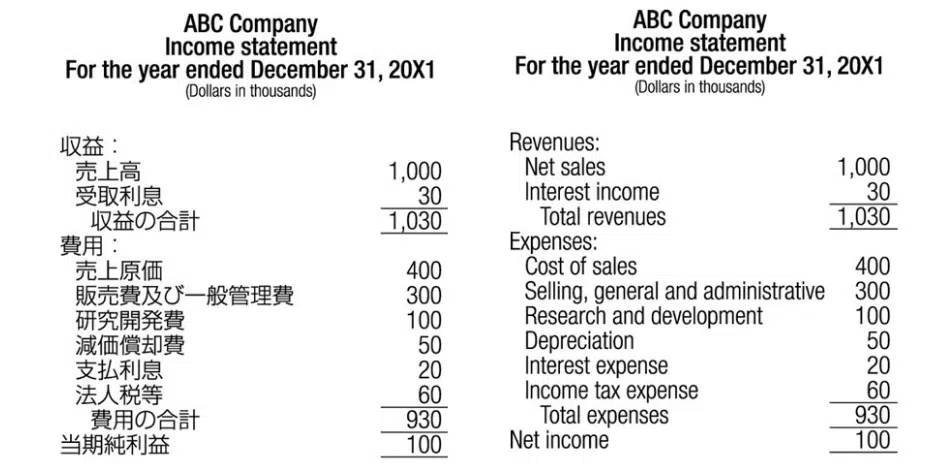 ABC Company
Income statement
For the year ended December 31, 20X1
(Dollars in thousands)
収益：
売上高 1,000
受取利息 30
収益の合計 1,030
費用：
売上原価 400
販売費及び一般管理費 300
研究開発費 100
減価償却費 50
支払利息 20
法人税等 60
費用の合計 930
当期純利益 100
ABC Company
Income statement
For the year ended December 31, 20X1
(Dollars in thousands)
Revenues:
Net sales 1,000
Interest income 30
Total revenues 1,030
Expenses:
Cost of sales 400
Selling, general and administrative 300
Research and development 100
Depreciation 50
Interest expense 20
Income tax expense 60
Total expenses 930
Net income 100